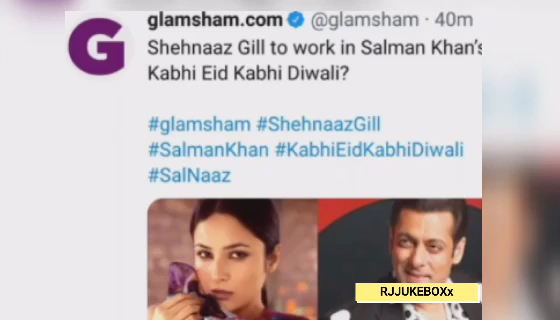 glamsham.com @glamsham · 40m
Shehnaaz Gill to work in Salman Khan's
Kabhi Eid Kabhi Diwali?
#glamsham #ShehnaazGill
#SalmanKhan #KabhiEidKabhiDiwali
#SalNaaz
RJJUKEBOXx